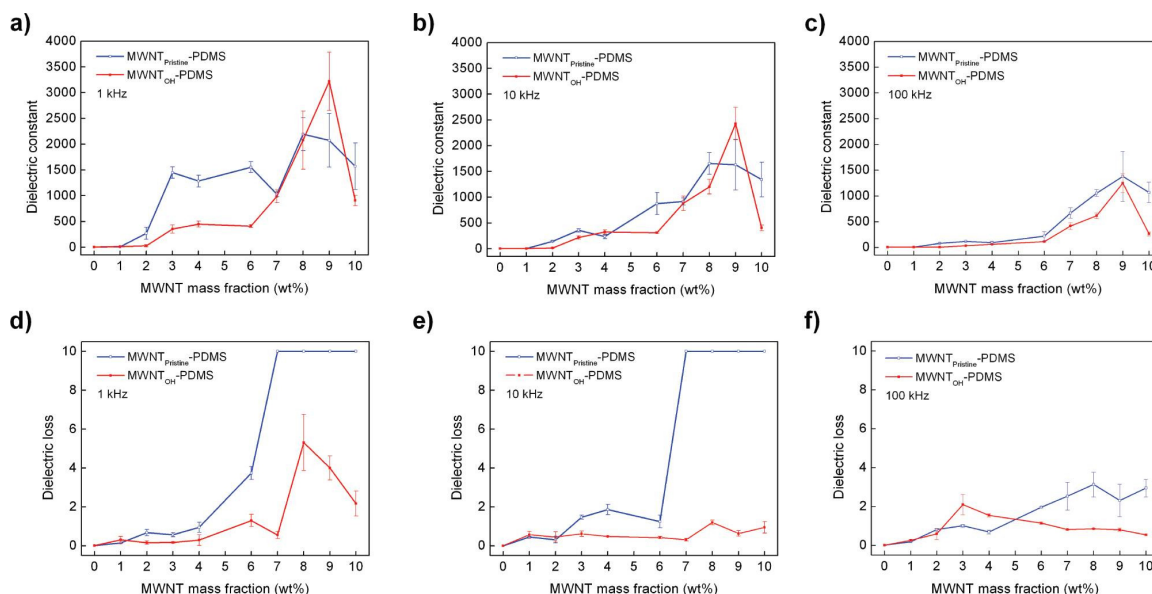 a)
4000
3500
3000
2500
2000
1500
1000
500
0
Dielectric constant
MWNTPristine-PDMS
MWNTOH-PDMS
1 kHz
0 1 2 3 4 5 6 7 8 9 10
MWNT mass fraction (wt%)
b)
4000
3500
3000
2500
2000
1500
1000
500
0
Dielectric constant
MWNTPristine-PDMS
MWNTOH-PDMS
10 kHz
0 1 2 3 4 5 6 7 8 9 10
MWNT mass fraction (wt%)
c)
4000
3500
3000
2500
2000
1500
1000
500
0
Dielectric constant
MWNTPristine-PDMS
MWNTOH-PDMS
100 kHz
0 1 2 3 4 5 6 7 8 9 10
MWNT mass fraction (wt%)
d)
10
8
6
4
2
0
Dielectric loss
MWNTPristine-PDMS
MWNTOH-PDMS
1 kHz
0 1 2 3 4 5 6 7 8 9 10
MWNT mass fraction (wt%)
e)
10
8
6
4
2
0
Dielectric loss
MWNTPristine-PDMS
MWNTOH-PDMS
10 kHz
0 1 2 3 4 5 6 7 8 9 10
MWNT mass fraction (wt%)
f)
10
8
6
4
2
0
Dielectric loss
MWNTPristine-PDMS
MWNTOH-PDMS
100 kHz
0 1 2 3 4 5 6 7 8 9 10
MWNT mass fraction (wt%)